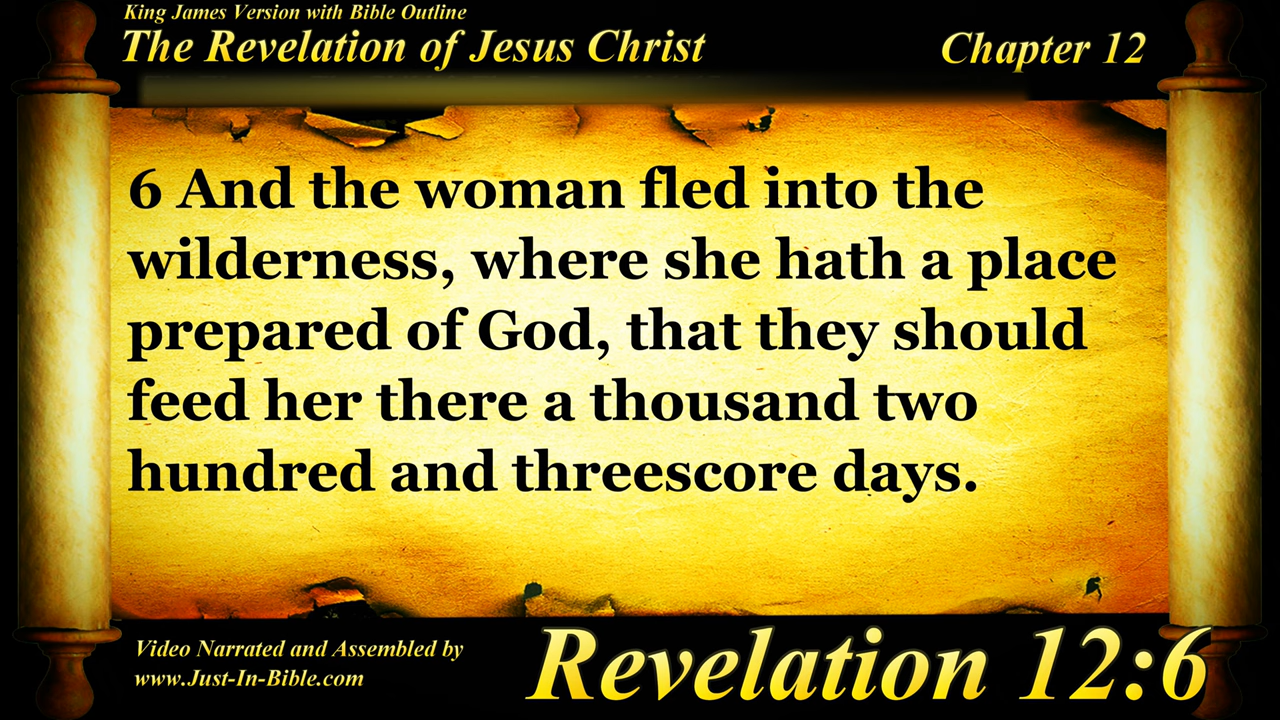 King James Version with Bible Outline
The Revelation of Jesus Christ
Chapter 12
6 And the woman fled into the
wilderness, where she hath a place
prepared of God, that they should
feed her there a thousand two
hundred and threescore days.
Video Narrated and Assembled by
www.Just-In-Bible.com
Revelation 12:6